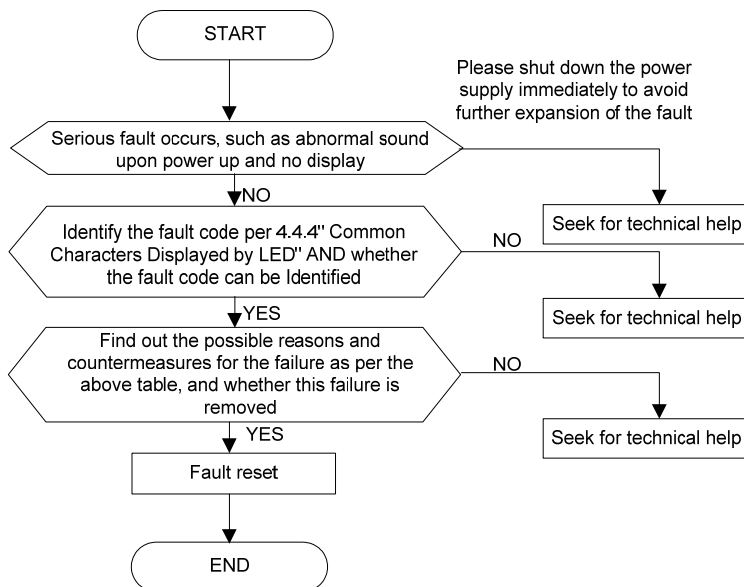 START
Please shut down the power
supply immediately to avoid
further expansion of the fault
Serious fault occurs, such as abnormal sound
upon power up and no display
NO
Seek for technical help
Identify the fault code per 4.4.4" Common
Characters Displayed by LED" AND whether
the fault code can be Identified
NO
Seek for technical help
YES
Find out the possible reasons and
countermeasures for the failure as per the
above table, and whether this failure is
removed
NO
Seek for technical help
YES
Fault reset
END